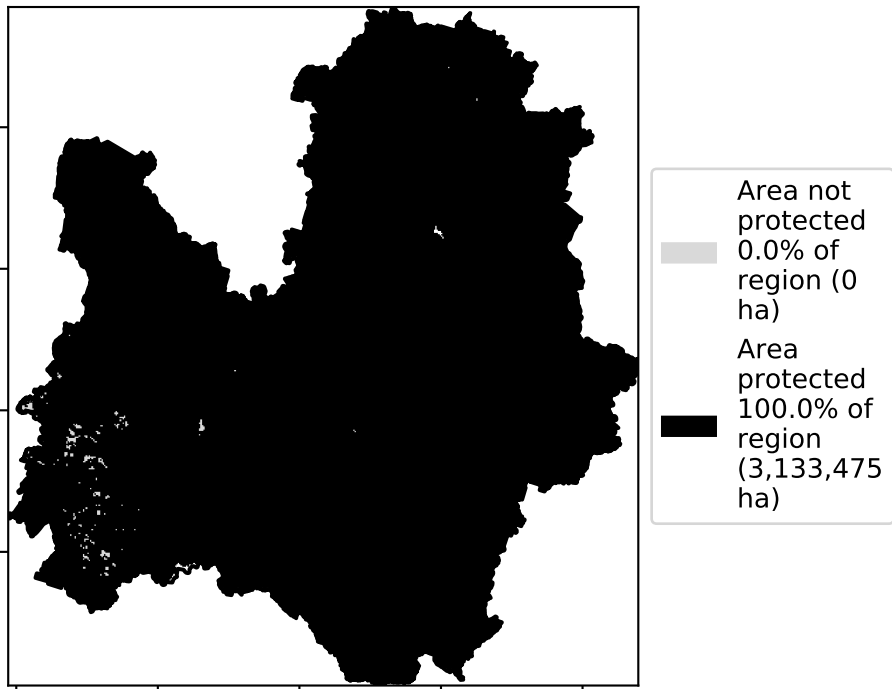 Area not
protected
0.0% of
region (0
ha)
Area
protected
100.0% of
region
(3,133,475
ha)